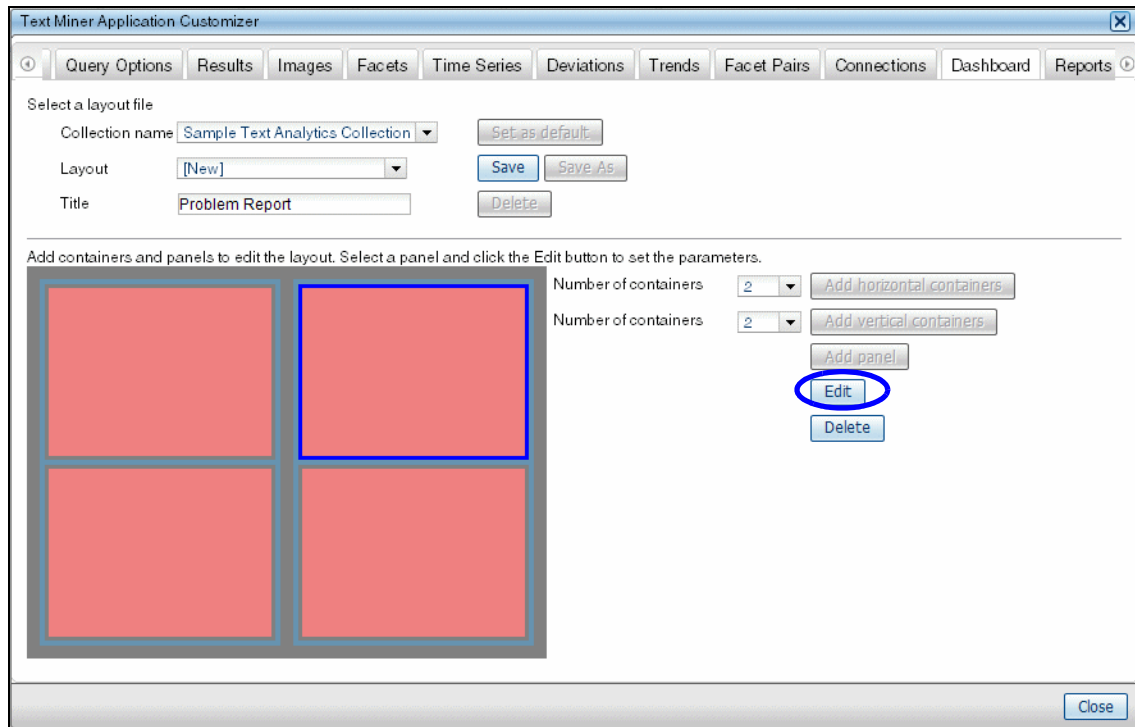 Text Miner Application Customizer
Query Options Results Images Facets Time Series Deviations Trends Facet Pairs Connections Dashboard Reports
Select a layout file
Collection name Sample Text Analytics Collection Set as default
Layout [New] Save Save As
Title Problem Report Delete
Add containers and panels to edit the layout. Select a panel and click the Edit button to set the parameters.
Number of containers 2 Add horizontal containers
Number of containers 2 Add vertical containers
Add panel
Edit
Delete
Close